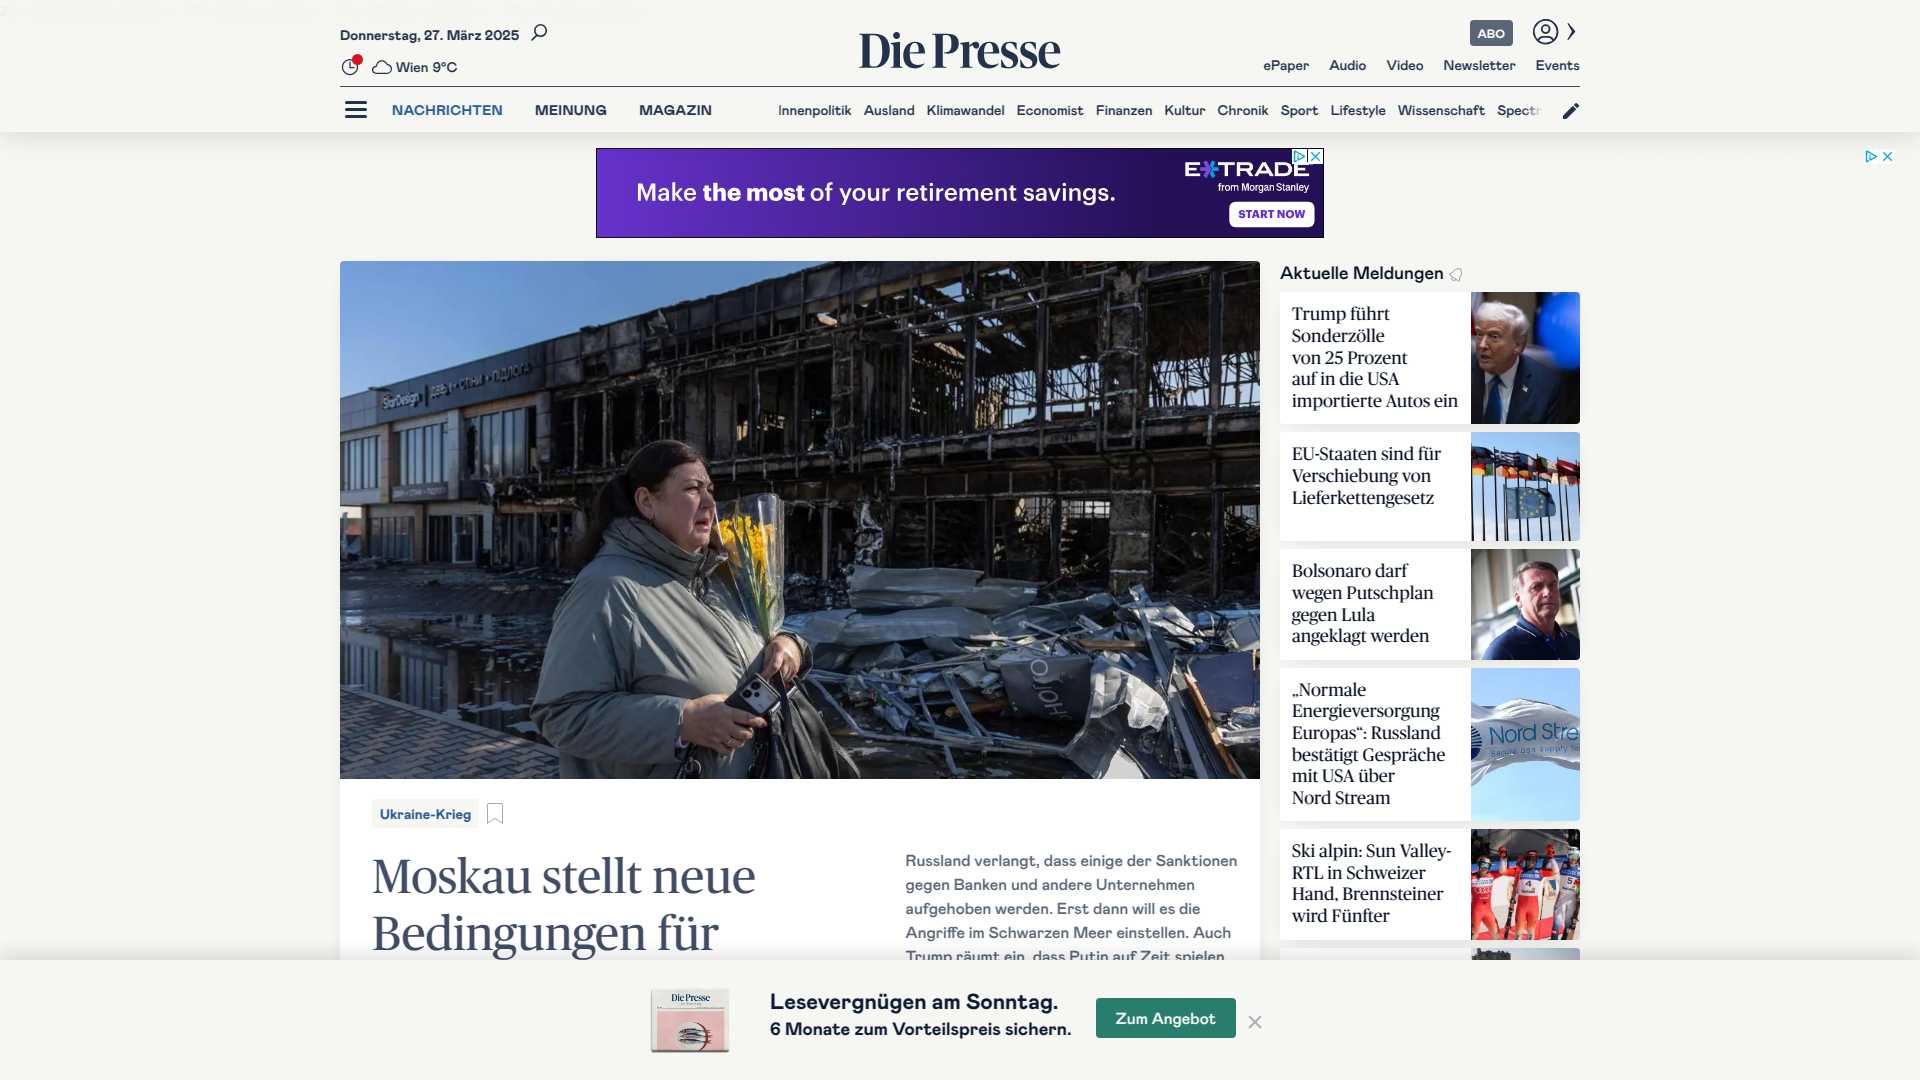 Donnerstag, 27. März 2025
Wien 9°C
Die Presse
ABO
ePaper Audio Video Newsletter Events
NACHRICHTEN MEINUNG MAGAZIN
Innenpolitik Ausland Klimawandel Economist Finanzen Kultur Chronik Sport Lifestyle Wissenschaft
Make the most of your retirement savings.
E*TRADE
from Morgan Stanley
START NOW
StarDesign
Ukraine-Krieg
Moskau stellt neue
Bedingungen für
Russland verlangt, dass einige der Sanktionen
gegen Banken und andere Unternehmen
aufgehoben werden. Erst dann will es die
Angriffe im Schwarzen Meer einstellen. Auch
Trump räumt ein, dass Putin auf Zeit spielen
Aktuelle Meldungen
Trump führt
Sonderzölle
von 25 Prozent
auf in die USA
importierte Autos ein
EU-Staaten sind für
Verschiebung von
Lieferkettengesetz
Bolsonaro darf
wegen Putschplan
gegen Lula
angeklagt werden
„Normale
Energieversorgung
Europas“: Russland
bestätigt Gespräche
mit USA über
Nord Stream
Nord Stre
Ski alpin: Sun Valley-
RTL in Schweizer
Hand, Brennsteiner
wird Fünfter
Die Presse
Lesevergnügen am Sonntag.
6 Monate zum Vorteilspreis sichern.
Zum Angebot